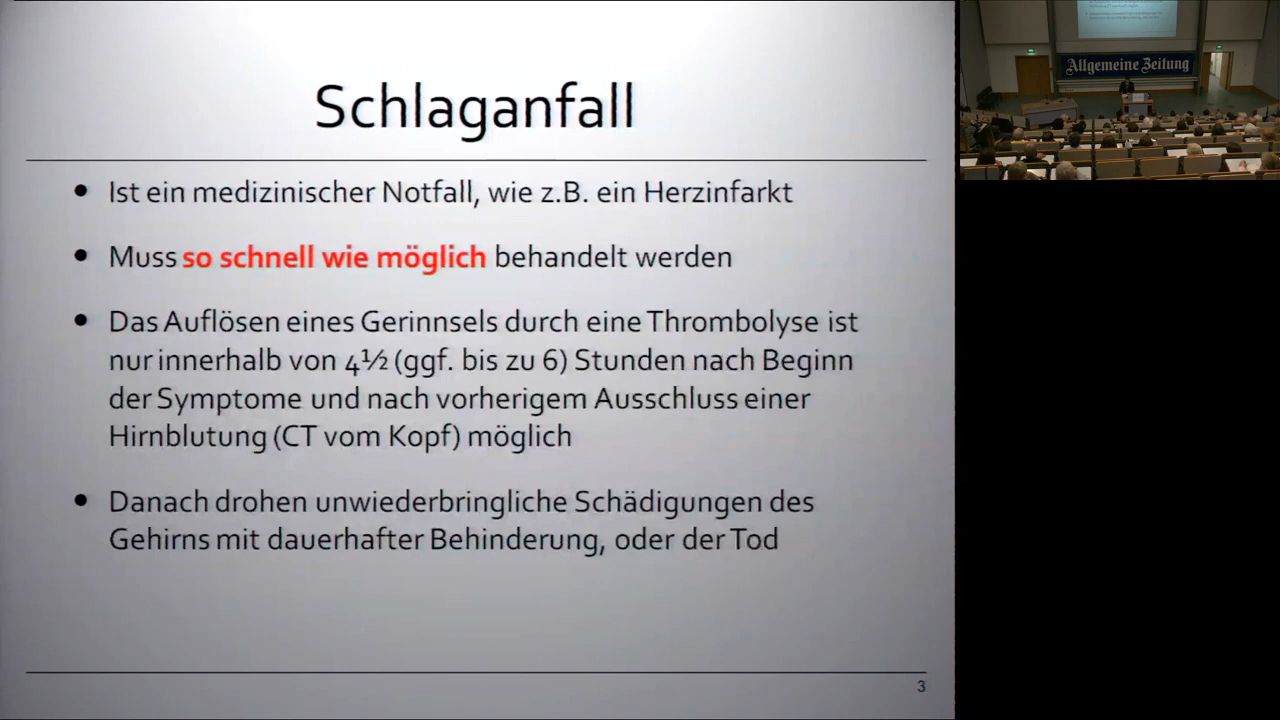 Schlaganfall
Ist ein medizinischer Notfall, wie z.B. ein Herzinfarkt
Muss so schnell wie möglich behandelt werden
Das Auflösen eines Gerinnsels durch eine Thrombolyse ist
nur innerhalb von 4½ (ggf. bis zu 6) Stunden nach Beginn
der Symptome und nach vorherigem Ausschluss einer
Hirnblutung (CT vom Kopf) möglich
Danach drohen unwiederbringliche Schädigungen des
Gehirns mit dauerhafter Behinderung, oder der Tod
3
Allgemeine Zeitung